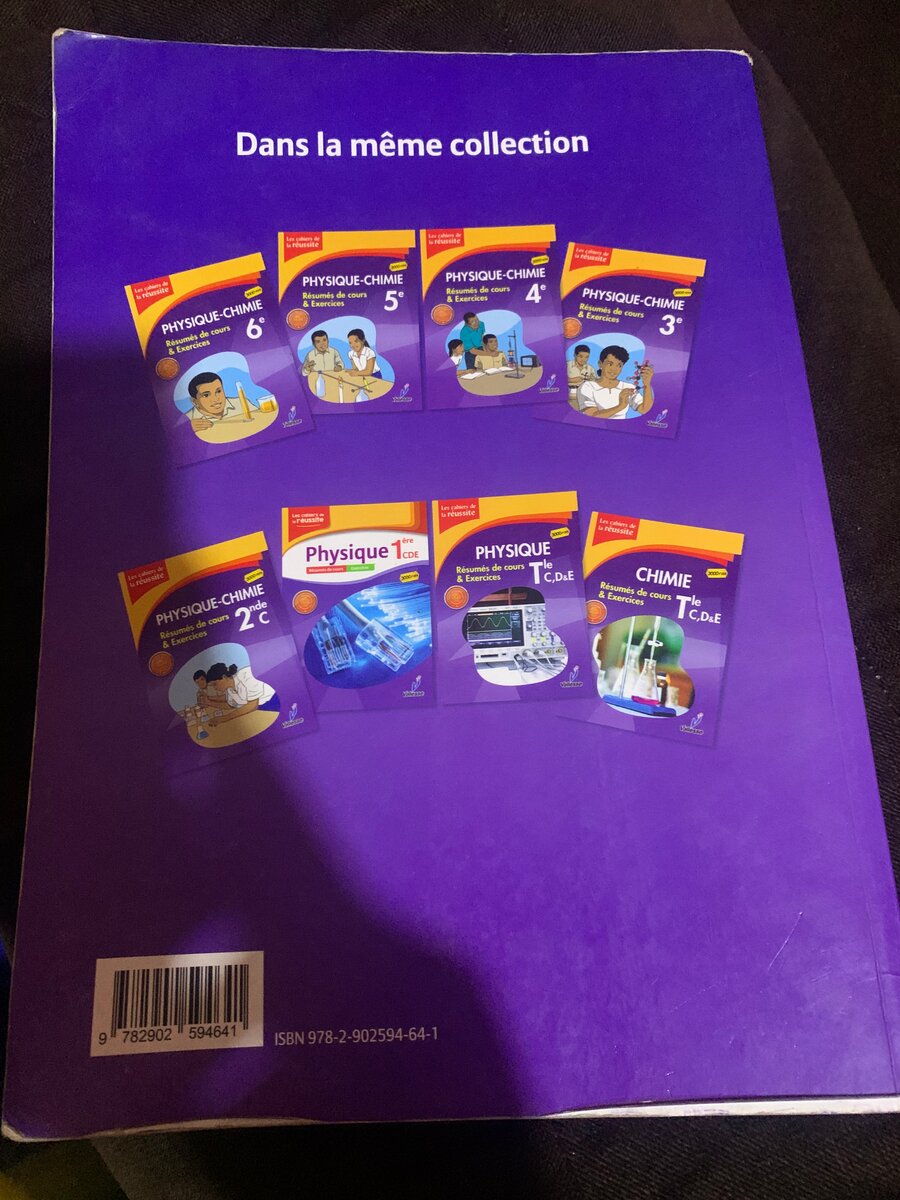 Dans la même collection
Les cahiers de
la réussite
PHYSIQUE-CHIMIE
Résumés de cours
& Exercices
6e
Les cahiers de
la réussite
PHYSIQUE-CHIMIE
Résumés de cours
& Exercices
5e
Les cahiers de
la réussite
PHYSIQUE-CHIMIE
Résumés de cours
& Exercices
4e
Les cahiers de
la réussite
PHYSIQUE-CHIMIE
Résumés de cours
& Exercices
3e
Les cahiers de
la réussite
PHYSIQUE-CHIMIE
Résumés de cours
& Exercices
2nde C
Les cahiers de
la réussite
Physique 1ère
CDE
Résumés de cours
Les cahiers de
la réussite
PHYSIQUE
Résumés de cours
& Exercices
Tle
C,D&E
Les cahiers de
la réussite
CHIMIE
Résumés de cours
& Exercices
Tle
C,D&E
9 782902 594641
ISBN 978-2-902594-64-1